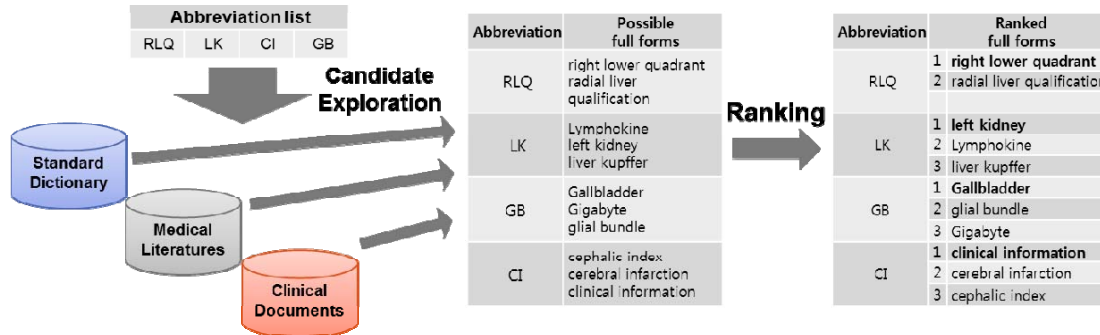 Abbreviation list
RLQ LK CI GB
Candidate
Exploration
Standard
Dictionary
Medical
Literatures
Clinical
Documents
Abbreviation Possible
full forms
RLQ
right lower quadrant
radial liver
qualification
LK
Lymphokine
left kidney
liver kupffer
GB
Gallbladder
Gigabyte
glial bundle
CI
cephalic index
cerebral infarction
clinical information
Ranking
Abbreviation Ranked
full forms
RLQ
1 right lower quadrant
2 radial liver qualification
LK
1 left kidney
2 Lymphokine
3 liver kupffer
GB
1 Gallbladder
2 glial bundle
3 Gigabyte
CI
1 clinical information
2 cerebral infarction
3 cephalic index